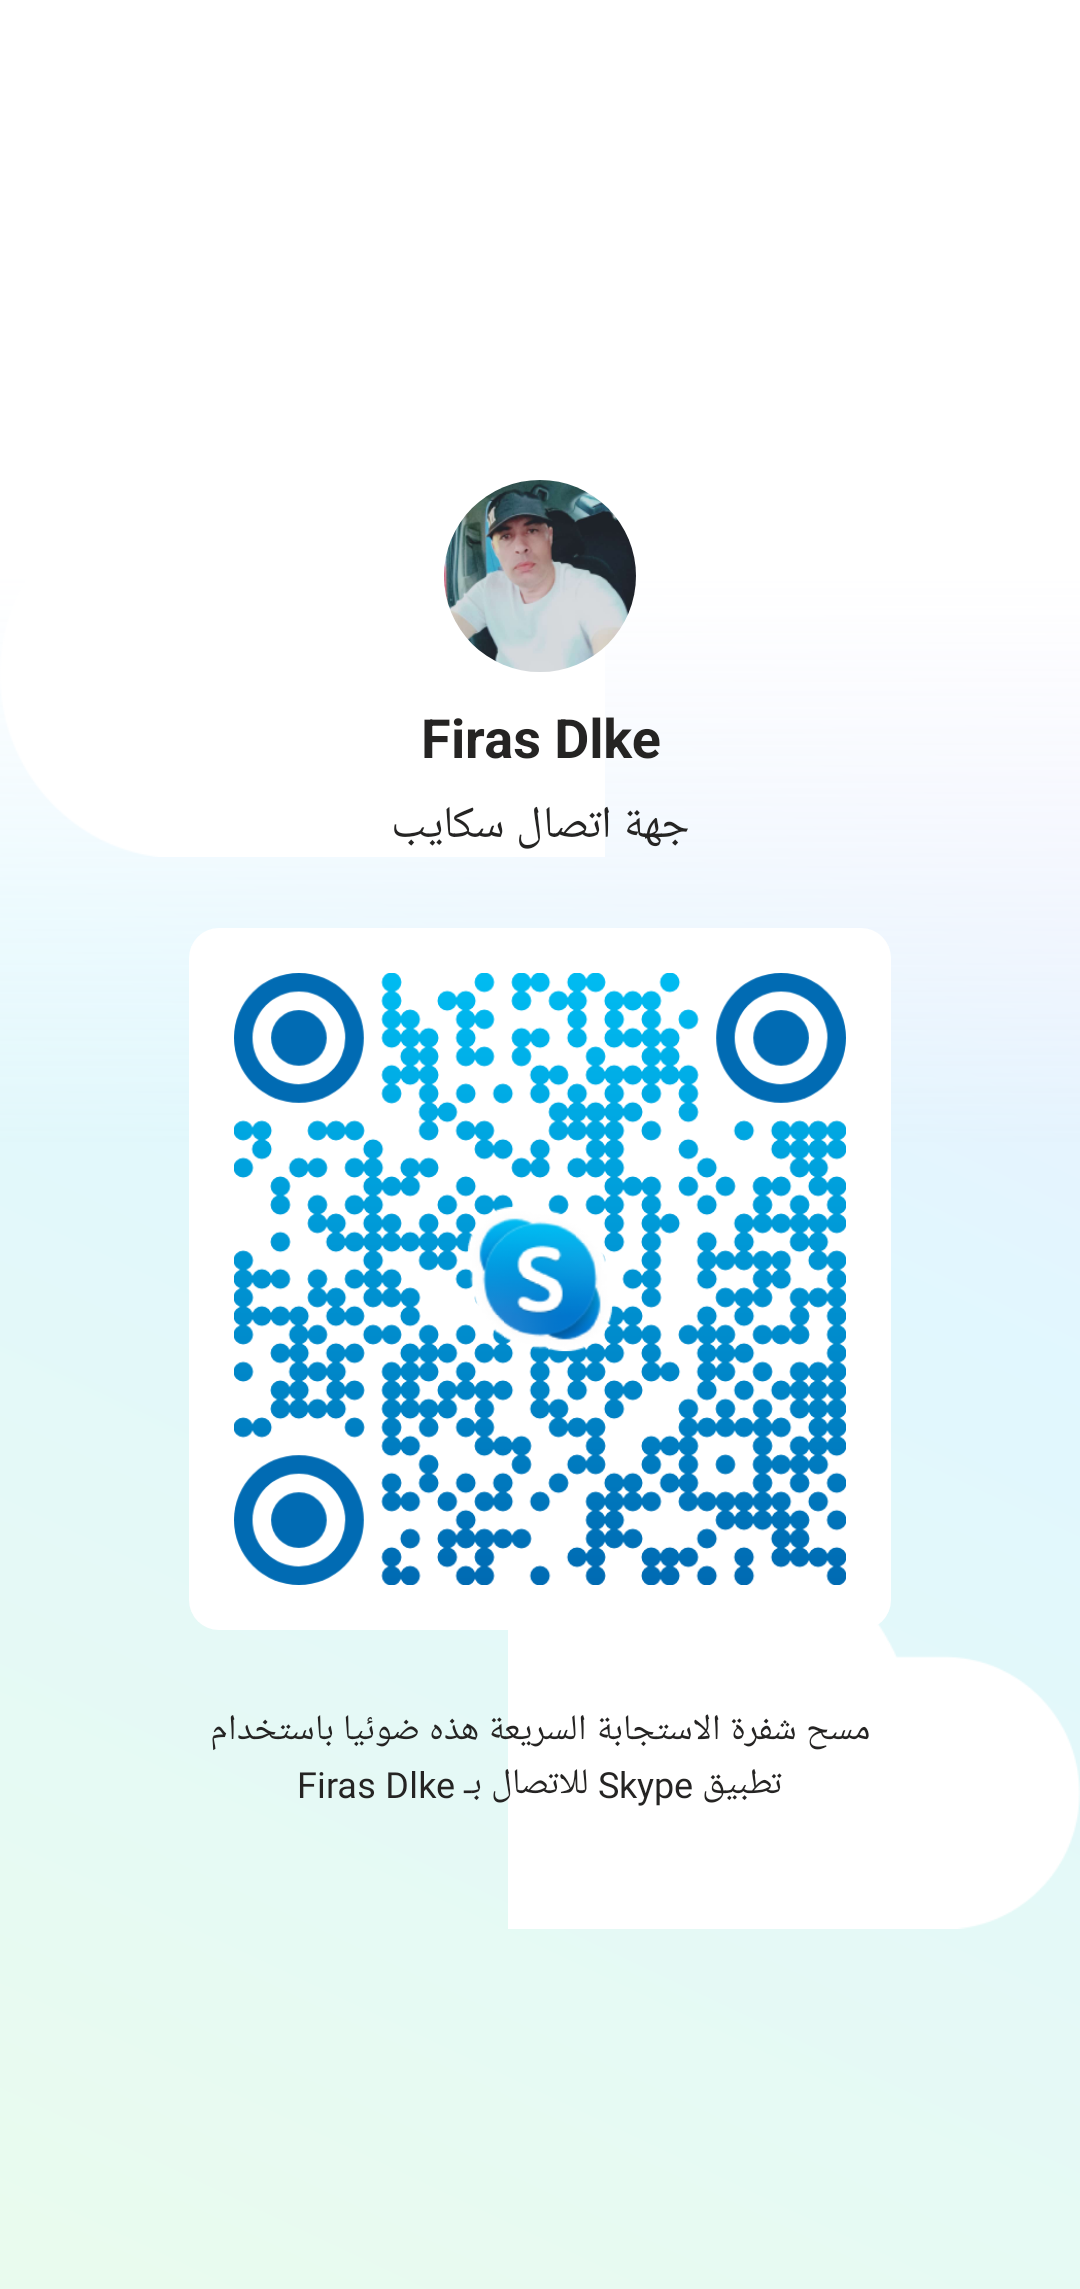 Firas Dlke
جهة اتصال سكايب
S
مسح شفرة الاستجابة السريعة هذه ضوئيا باستخدام
تطبيق Skype للاتصال بـ Firas Dlke